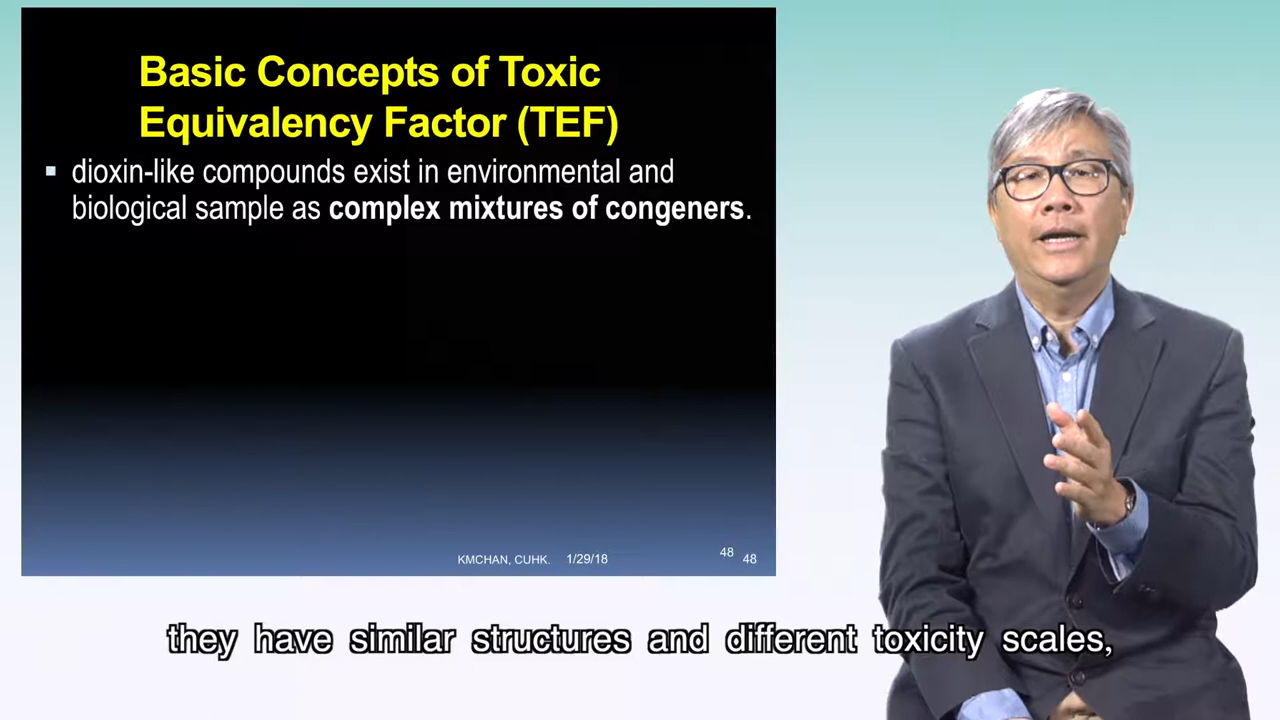 Basic Concepts of Toxic
Equivalency Factor (TEF)
dioxin-like compounds exist in environmental and
biological sample as complex mixtures of congeners.
KMCHAN, CUHK. 1/29/18 48 48
they have similar structures and different toxicity scales,